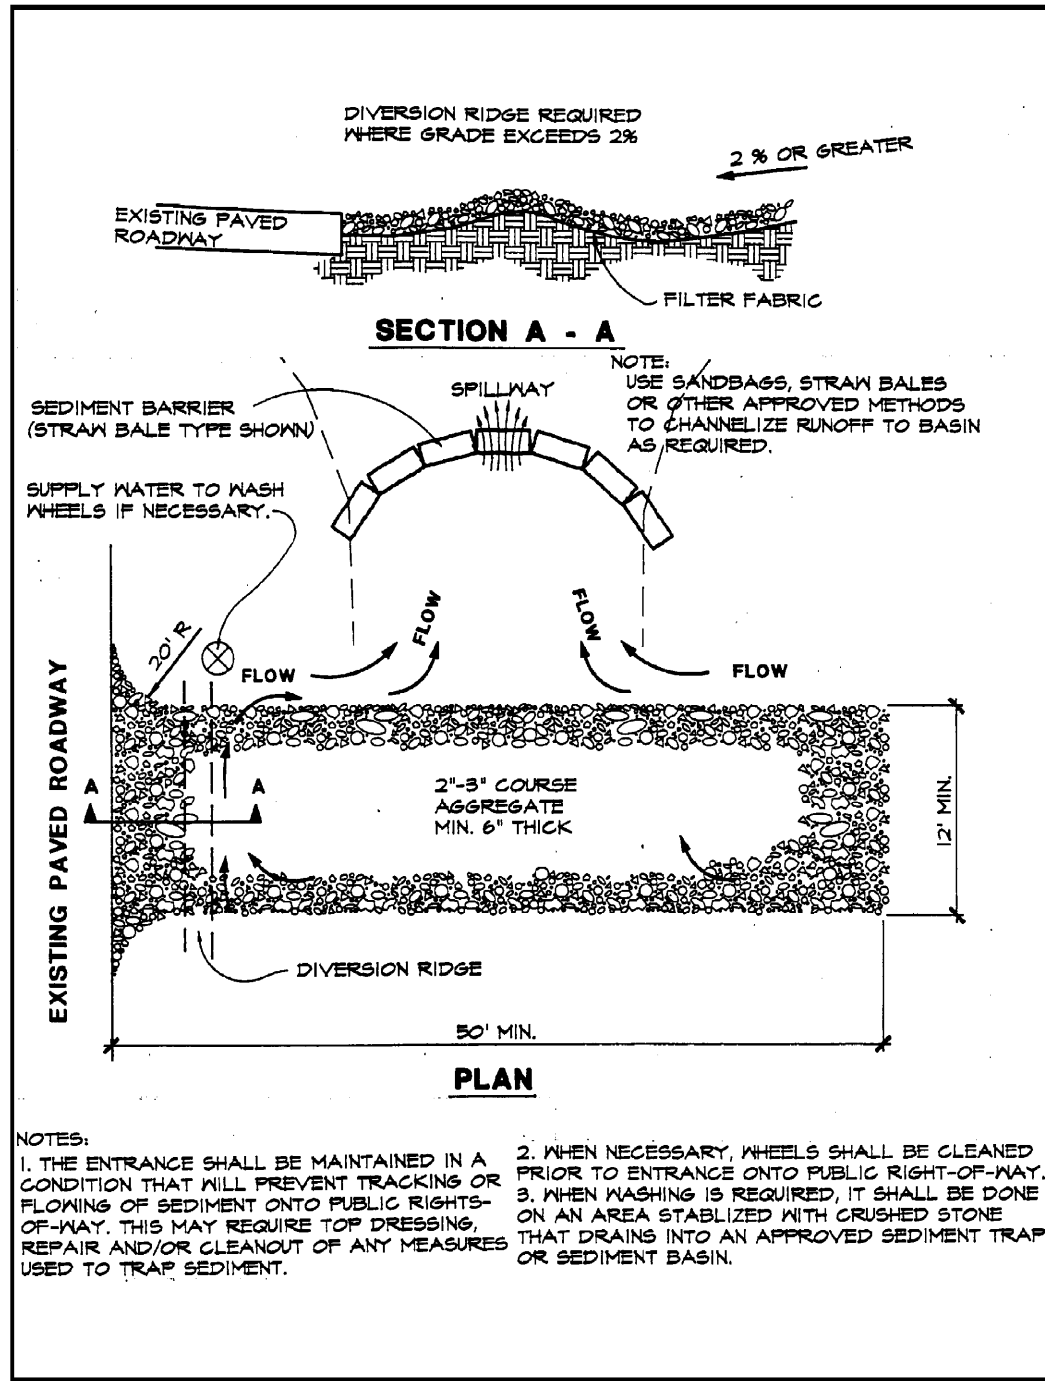 DIVERSION RIDGE REQUIRED
WHERE GRADE EXCEEDS 2%
2 % OR GREATER
EXISTING PAVED
ROADWAY
FILTER FABRIC
SECTION A - A
NOTE:
USE SANDBAGS, STRAW BALES
OR OTHER APPROVED METHODS
TO CHANNELIZE RUNOFF TO BASIN
AS REQUIRED.
SPILLWAY
SEDIMENT BARRIER
(STRAW BALE TYPE SHOWN)
SUPPLY WATER TO WASH
WHEELS IF NECESSARY.
FLOW
FLOW
20' R
FLOW
FLOW
EXISTING PAVED ROADWAY
A
A
2"-3" COURSE
AGGREGATE
MIN. 6" THICK
12' MIN.
DIVERSION RIDGE
50' MIN.
PLAN
NOTES:
1. THE ENTRANCE SHALL BE MAINTAINED IN A
CONDITION THAT WILL PREVENT TRACKING OR
FLOWING OF SEDIMENT ONTO PUBLIC RIGHTS-
OF-WAY. THIS MAY REQUIRE TOP DRESSING,
REPAIR AND/OR CLEANOUT OF ANY MEASURES
USED TO TRAP SEDIMENT.
2. WHEN NECESSARY, WHEELS SHALL BE CLEANED
PRIOR TO ENTRANCE ONTO PUBLIC RIGHT-OF-WAY.
3. WHEN WASHING IS REQUIRED, IT SHALL BE DONE
ON AN AREA STABLIZED WITH CRUSHED STONE
THAT DRAINS INTO AN APPROVED SEDIMENT TRAP
OR SEDIMENT BASIN.